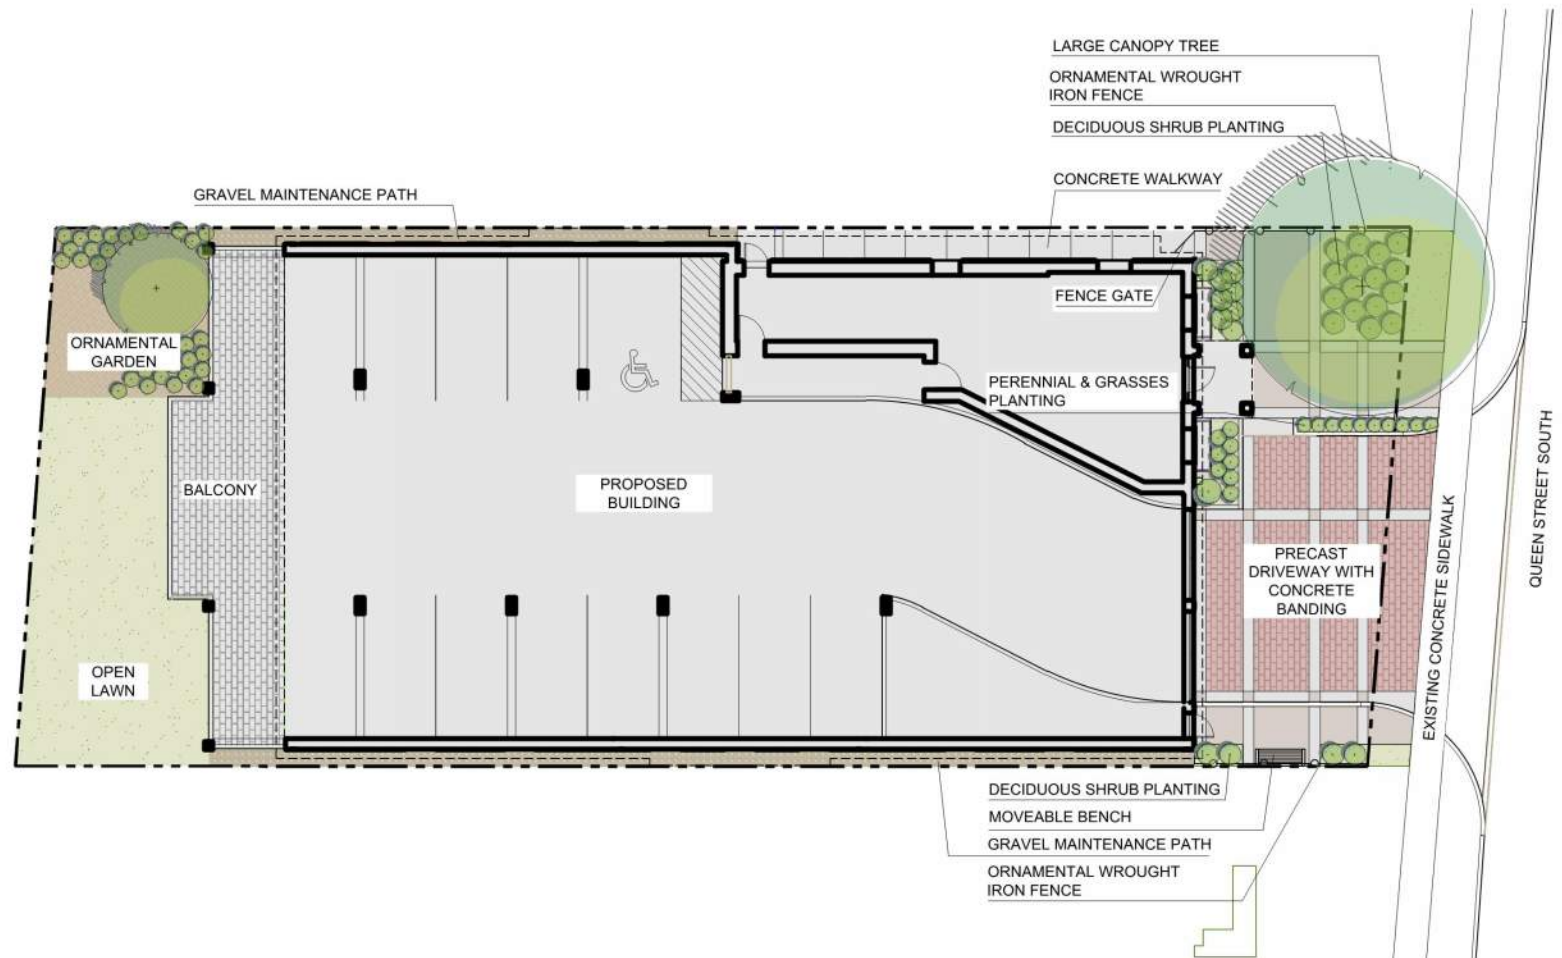 LARGE CANOPY TREE
ORNAMENTAL WROUGHT
IRON FENCE
DECIDUOUS SHRUB PLANTING
CONCRETE WALKWAY
GRAVEL MAINTENANCE PATH
FENCE GATE
ORNAMENTAL
GARDEN
PERENNIAL & GRASSES
PLANTING
BALCONY
PROPOSED
BUILDING
PRECAST
DRIVEWAY WITH
CONCRETE
BANDING
EXISTING CONCRETE SIDEWALK
QUEEN STREET SOUTH
OPEN
LAWN
DECIDUOUS SHRUB PLANTING
MOVEABLE BENCH
GRAVEL MAINTENANCE PATH
ORNAMENTAL WROUGHT
IRON FENCE